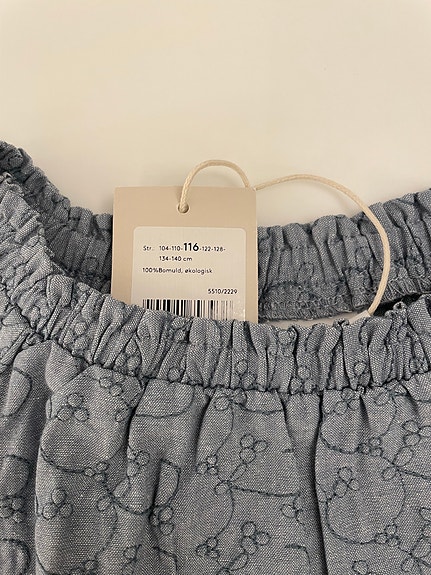 Str. 104-110-116-122-128-
134-140 cm
100%Bomuld, økologisk
5510/2229